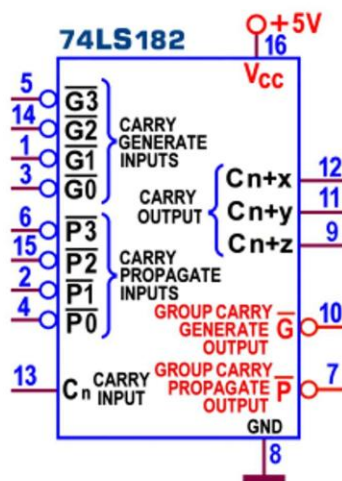 74LS182
+5V
16
VCC
5 G3
14 G2
1 G1
3 G0
CARRY
GENERATE
INPUTS
6 P3
15 P2
2 P1
4 P0
CARRY
PROPAGATE
INPUTS
CARRY
OUTPUT
Cn+x 12
Cn+y 11
Cn+z 9
GROUP CARRY
GENERATE G 10
OUTPUT
13 Cn CARRY
INPUT
GROUP CARRY
PROPAGATE P 7
OUTPUT
GND
8